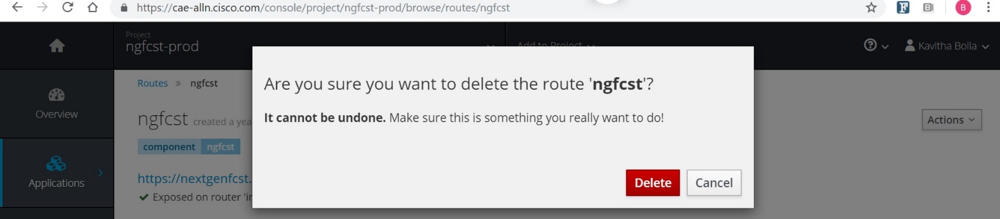 https://cae-alln.cisco.com/console/project/ngfcst-prod/browse/routes/ngfcst
B
Project
ngfcst-prod
Add to Project
Kavitha Bolla
Routes » ngfcst
Overview
ngfcst created a yea
Actions
component ngfcst
Applications
https://nextgenfcst.
Exposed on router 'ir
Are you sure you want to delete the route 'ngfcst'?
It cannot be undone. Make sure this is something you really want to do!
Delete Cancel